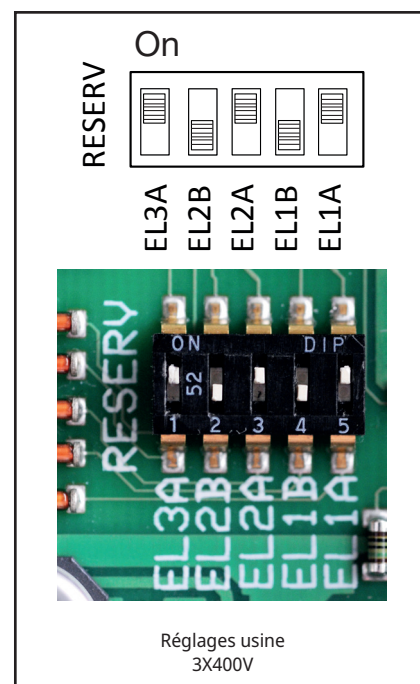 On
RESERV
EL3A
EL2B
EL2A
EL1B
EL1A
ON DIP
52
1 2 3 4 5
RESERV
EL3A
EL2B
EL2A
EL1B
EL1A
Réglages usine
3X400V